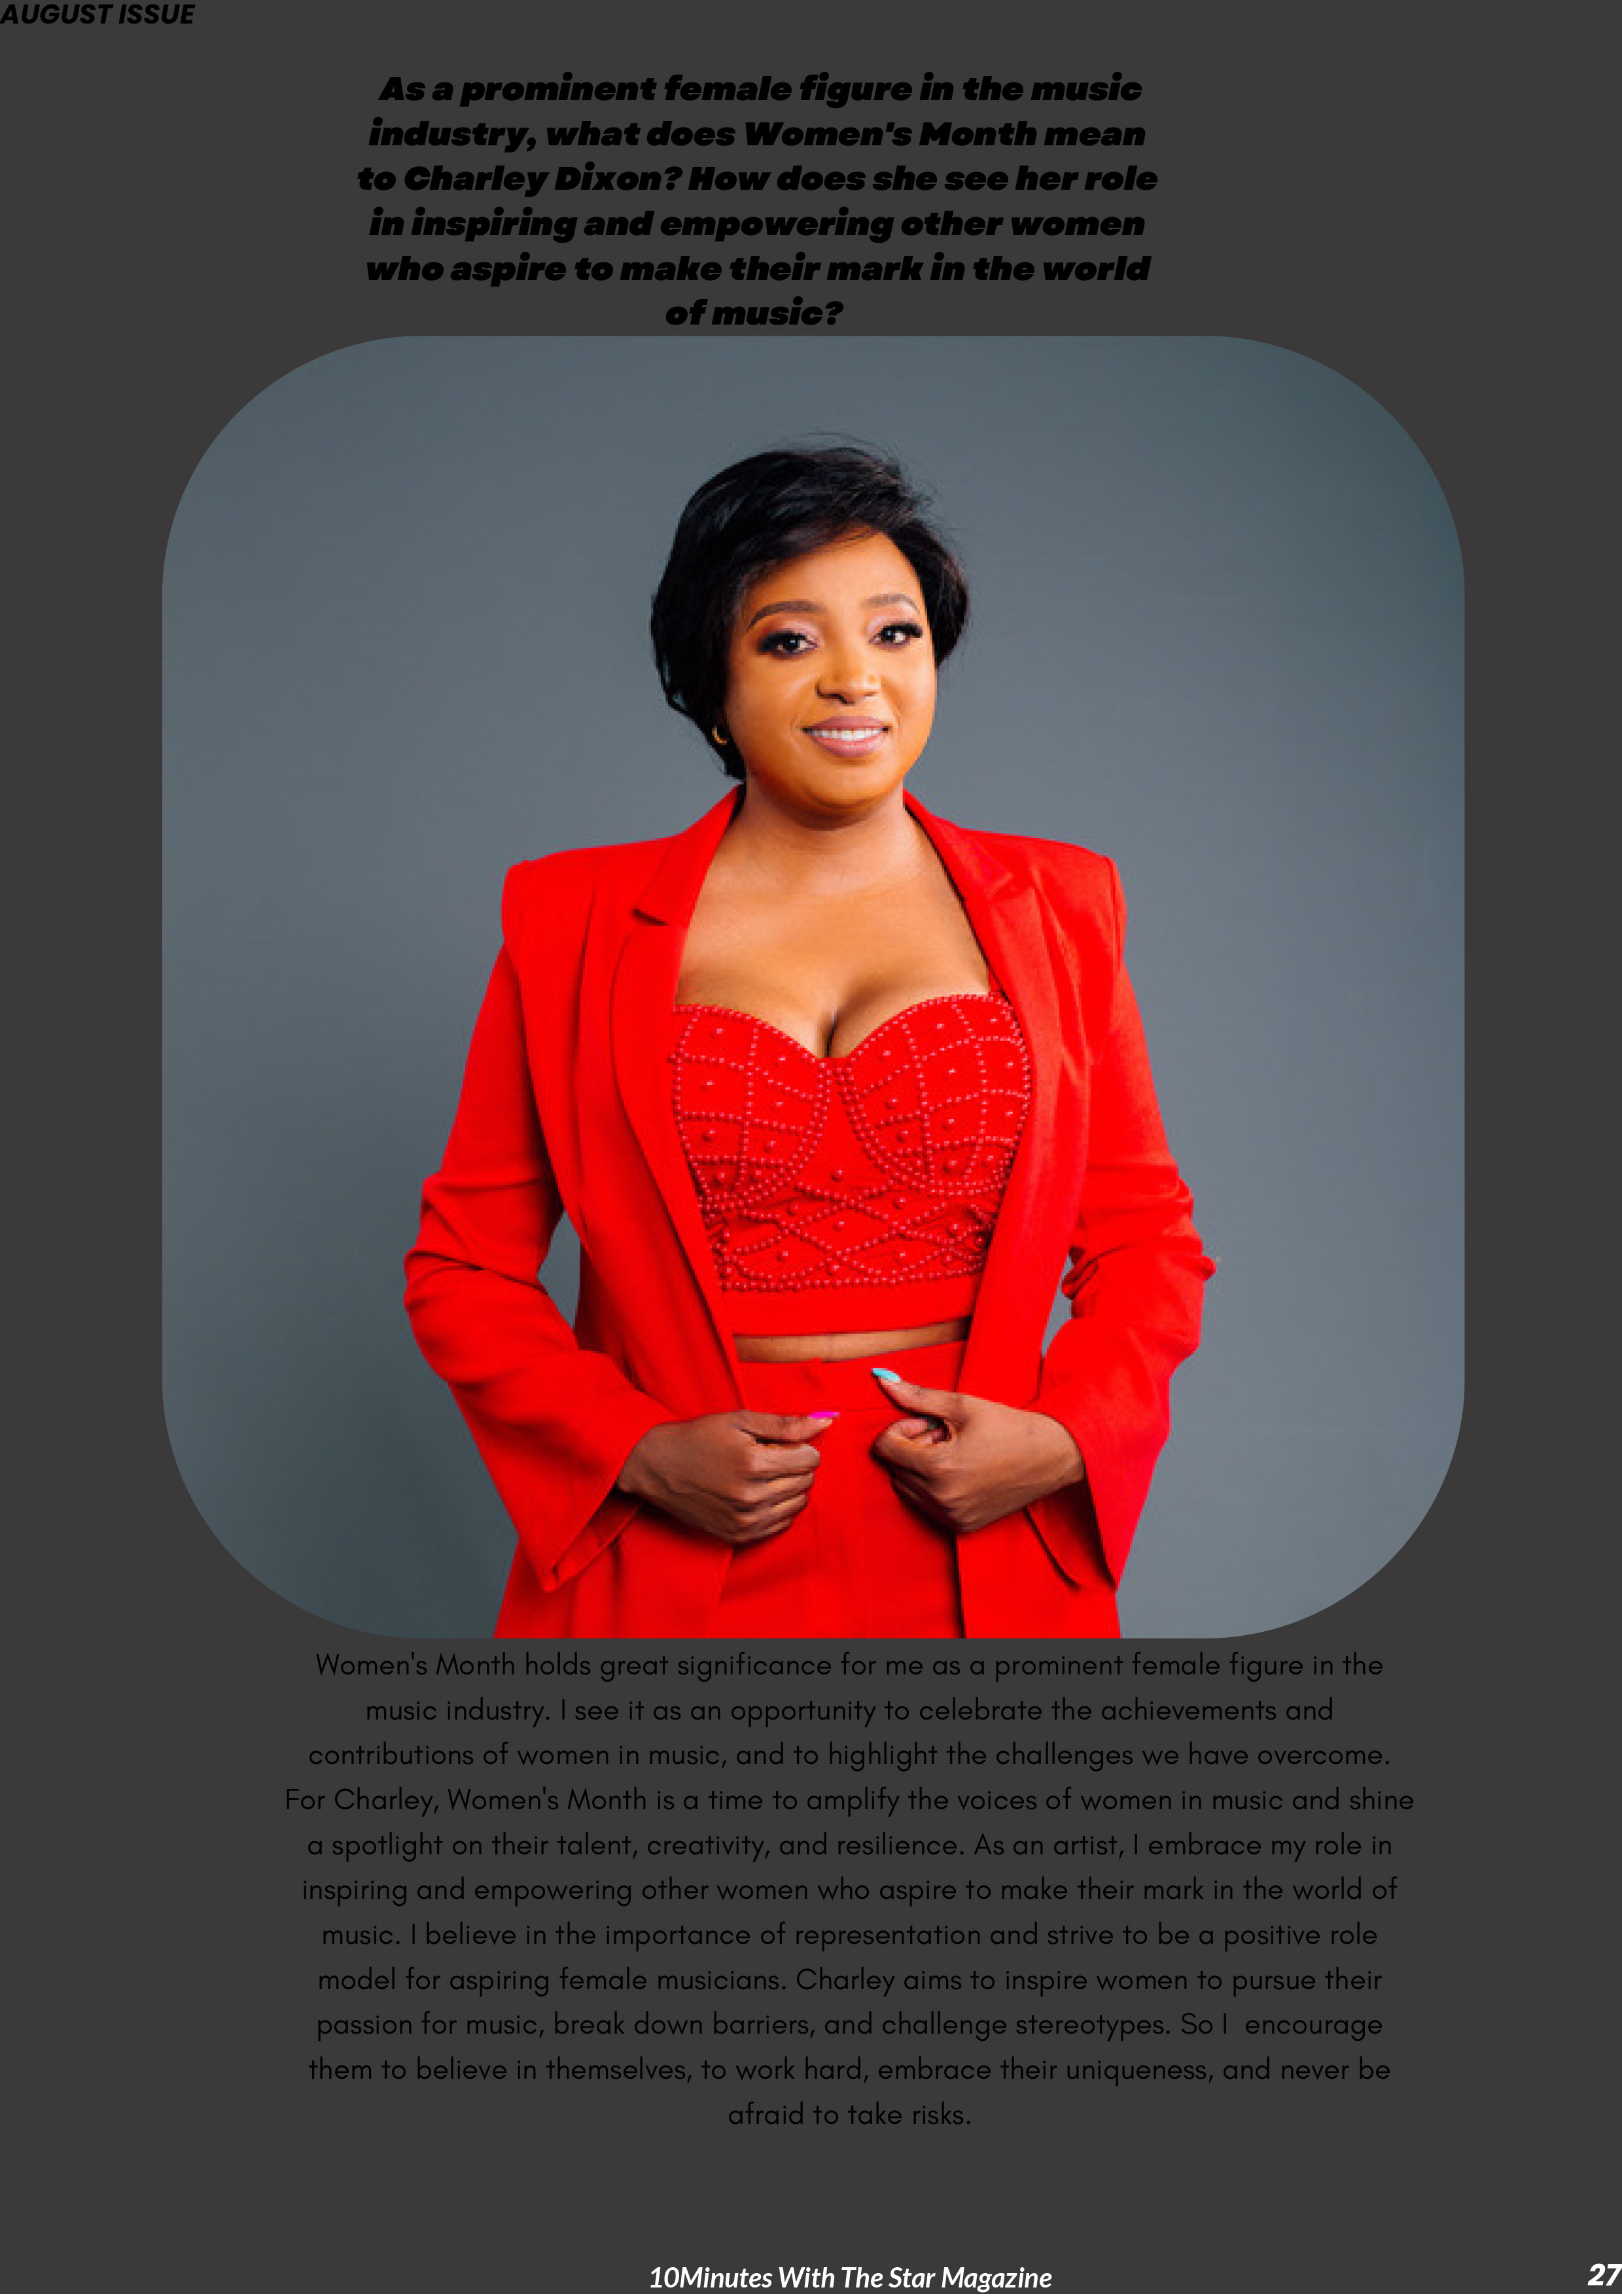 AUGUST ISSUE
As a prominent female figure in the music
industry, what does Women's Month mean
to Charley Dixon? How does she see her role
in inspiring and empowering other women
who aspire to make their mark in the world
of music?
Women's Month holds great significance for me as a prominent female figure in the
music industry. I see it as an opportunity to celebrate the achievements and
contributions of women in music, and to highlight the challenges we have overcome.
For Charley, Women's Month is a time to amplify the voices of women in music and shine
a spotlight on their talent, creativity, and resilience. As an artist, I embrace my role in
inspiring and empowering other women who aspire to make their mark in the world of
music. I believe in the importance of representation and strive to be a positive role
model for aspiring female musicians. Charley aims to inspire women to pursue their
passion for music, break down barriers, and challenge stereotypes. So I  encourage
them to believe in themselves, to work hard, embrace their uniqueness, and never be
afraid to take risks.
10Minutes With The Star Magazine
27